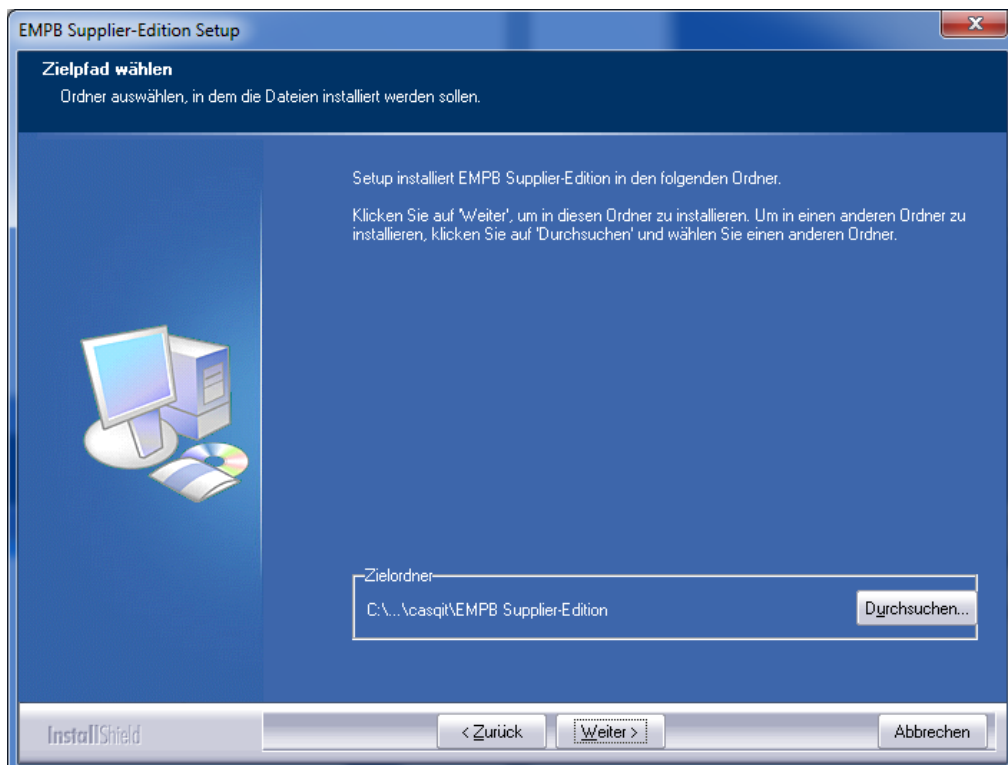 EMPB Supplier-Edition Setup
Zielpfad wählen
Ordner auswählen, in dem die Dateien installiert werden sollen.
Setup installiert EMPB Supplier-Edition in den folgenden Ordner.
Klicken Sie auf 'Weiter', um in diesen Ordner zu installieren. Um in einen anderen Ordner zu
installieren, klicken Sie auf 'Durchsuchen' und wählen Sie einen anderen Ordner.
Zielordner
C:\...\casqit\EMPB Supplier-Edition
Durchsuchen...
InstallShield
< Zurück
Weiter >
Abbrechen